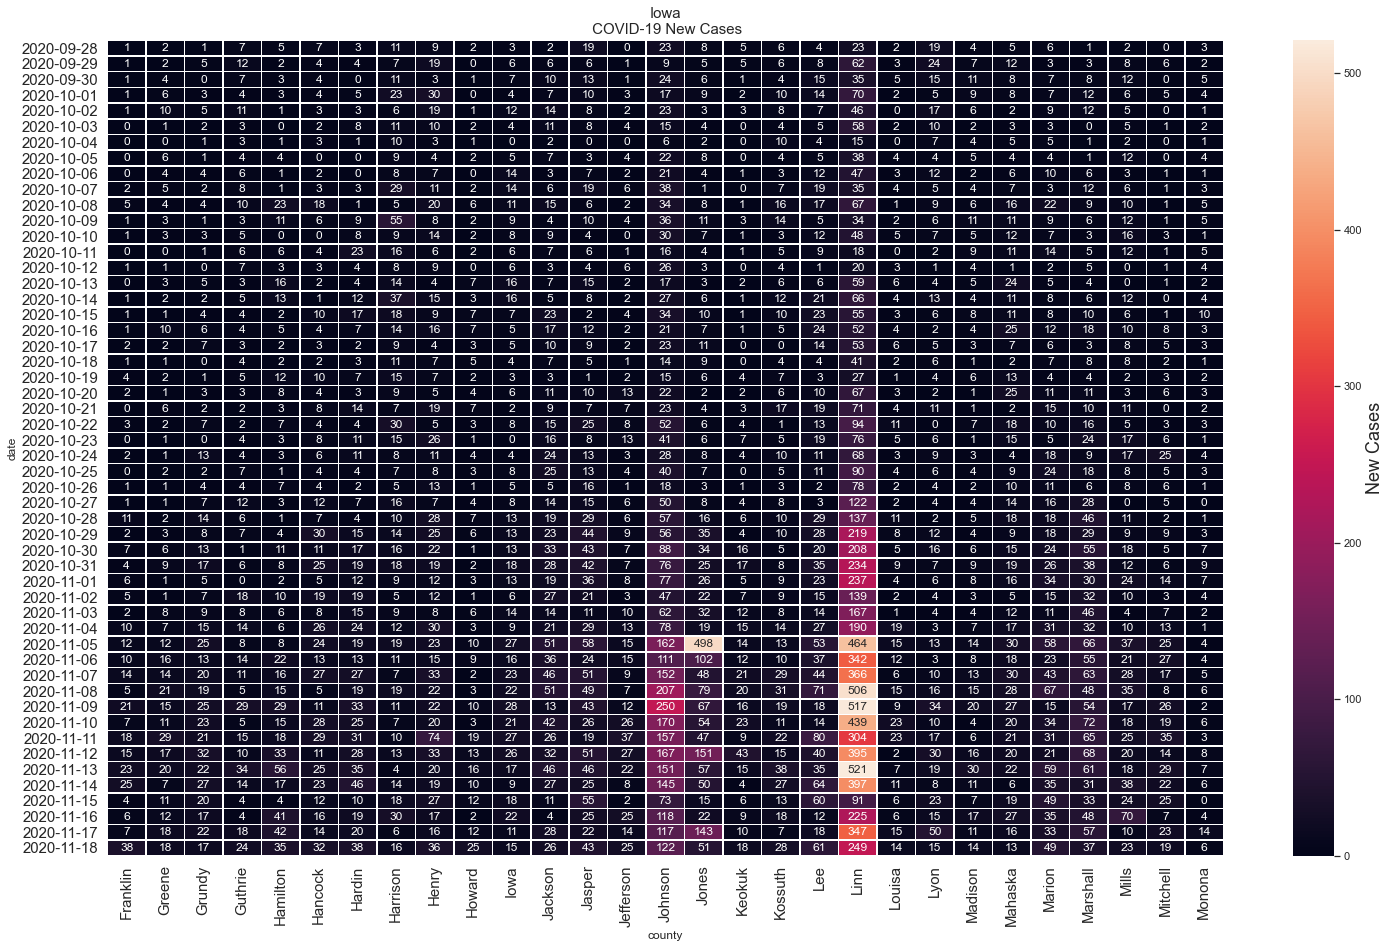 Iowa
COVID-19 New Cases
2020-09-28 1 2 1 7 5 7 3 11 9 2 3 2 19 0 23 8 5 6 4 23 2 19 4 5 6 1 2 0 3
2020-09-29 1 2 5 12 2 4 4 7 19 0 6 6 6 1 9 5 5 6 8 62 3 24 7 12 3 3 8 6 2
2020-09-30 1 4 0 7 3 4 0 11 3 1 7 10 13 1 24 6 1 4 15 35 5 15 11 8 7 8 12 0 5
2020-10-01 1 6 3 4 3 4 5 23 30 0 4 7 10 3 17 9 2 10 14 70 2 5 9 8 7 12 6 5 4
2020-10-02 1 10 5 11 1 3 3 6 19 1 12 14 8 2 23 3 3 8 7 46 0 17 6 2 9 12 5 0 1
2020-10-03 0 1 2 3 0 2 8 11 10 2 4 11 8 4 15 4 0 4 5 58 2 10 2 3 3 0 5 1 2
2020-10-04 0 0 1 3 1 3 1 10 3 1 0 2 0 0 6 2 0 10 4 15 0 7 4 5 5 1 2 0 1
2020-10-05 0 6 1 4 4 0 0 9 4 2 5 7 3 4 22 8 0 4 5 38 4 4 5 4 4 1 12 0 4
2020-10-06 0 4 4 6 1 2 0 8 7 0 14 3 7 2 21 4 1 3 12 47 3 12 2 6 10 6 3 1 1
2020-10-07 2 5 2 8 1 3 3 29 11 2 14 6 19 6 38 1 0 7 19 35 4 5 4 7 3 12 6 1 3
2020-10-08 5 4 4 10 23 18 1 5 20 6 11 15 6 2 34 8 1 16 17 67 1 9 6 16 22 9 10 1 5
2020-10-09 1 3 1 3 11 6 9 55 8 2 9 4 10 4 36 11 3 14 5 34 2 6 11 11 9 6 12 1 5
2020-10-10 1 3 3 5 0 0 8 9 14 2 8 9 4 0 30 7 1 3 12 48 5 7 5 12 7 3 16 3 1
2020-10-11 0 0 1 6 6 4 23 16 6 2 6 7 6 1 16 4 1 5 9 18 0 2 9 11 14 5 12 1 5
2020-10-12 1 1 0 7 3 3 4 8 9 0 6 3 4 6 26 3 0 4 1 20 3 1 4 1 2 5 0 1 4
2020-10-13 0 3 5 3 16 2 4 14 4 7 16 7 15 2 17 3 2 6 6 59 6 4 5 24 5 4 0 1 2
2020-10-14 1 2 2 5 13 1 12 37 15 3 16 5 8 2 27 6 1 12 21 66 4 13 4 11 8 6 12 0 4
2020-10-15 1 1 4 4 2 10 17 18 9 7 7 23 2 4 34 10 1 10 23 55 3 6 8 11 8 10 6 1 10
2020-10-16 1 10 6 4 5 4 7 14 16 7 5 17 12 2 21 7 1 5 24 52 4 2 4 25 12 18 10 8 3
2020-10-17 2 2 7 3 2 3 2 9 4 3 5 10 9 2 23 11 0 0 14 53 6 5 3 7 6 3 8 5 3
2020-10-18 1 1 0 4 2 2 3 11 7 5 4 7 5 1 14 9 0 4 4 41 2 6 1 2 7 8 8 2 1
2020-10-19 4 2 1 5 12 10 7 15 7 2 3 3 1 2 15 6 4 7 3 27 1 4 6 13 4 4 2 3 2
2020-10-20 2 1 3 3 8 4 3 9 5 4 6 11 10 13 22 2 2 6 10 67 3 2 1 25 11 11 3 6 3
2020-10-21 0 6 2 2 3 8 14 7 19 7 2 9 7 7 23 4 3 17 19 71 4 11 1 2 15 10 11 0 2
2020-10-22 3 2 7 2 7 4 4 30 5 3 8 15 25 8 52 6 4 1 13 94 11 0 7 18 10 16 5 3 3
2020-10-23 0 1 0 4 3 8 11 15 26 1 0 16 8 13 41 6 7 5 19 76 5 6 1 15 5 24 17 6 1
2020-10-24 2 1 13 4 3 6 11 8 11 4 4 24 13 3 28 8 4 10 11 68 3 9 3 4 18 9 17 25 4
2020-10-25 0 2 2 7 1 4 4 7 8 3 8 25 13 4 40 7 0 5 11 90 4 6 4 9 24 18 8 5 3
2020-10-26 1 1 4 4 7 4 2 5 13 1 5 5 16 1 18 3 1 3 2 78 2 4 2 10 11 6 8 6 1
2020-10-27 1 1 7 12 3 12 7 16 7 4 8 14 15 6 50 8 4 8 3 122 2 4 4 14 16 28 0 5 0
2020-10-28 11 2 14 6 1 7 4 10 28 7 13 19 29 6 57 16 6 10 29 137 11 2 5 18 18 46 11 2 1
2020-10-29 2 3 8 7 4 30 15 14 25 6 13 23 44 9 56 35 4 10 28 219 8 12 4 9 18 29 9 9 3
2020-10-30 7 6 13 1 11 11 17 16 22 1 13 33 43 7 88 34 16 5 20 208 5 16 6 15 24 55 18 5 7
2020-10-31 4 9 17 6 8 25 19 18 19 2 18 28 42 7 76 25 17 8 35 234 9 7 9 19 26 38 12 6 9
2020-11-01 6 1 5 0 2 5 12 9 12 3 13 19 36 8 77 26 5 9 23 237 4 6 8 16 34 30 24 14 7
2020-11-02 5 1 7 18 10 19 19 5 12 1 6 27 21 3 47 22 7 9 15 139 2 4 3 5 15 32 10 3 4
2020-11-03 2 8 9 8 6 8 15 9 8 6 14 14 11 10 62 32 12 8 14 167 1 4 4 12 11 46 4 7 2
2020-11-04 10 7 15 14 6 26 24 12 30 3 9 21 29 13 78 19 15 14 27 190 19 3 7 17 31 32 10 13 1
2020-11-05 12 12 25 8 8 24 19 19 23 10 27 51 58 15 162 498 14 13 53 464 15 13 14 30 58 66 37 25 4
2020-11-06 10 16 13 14 22 13 13 11 15 9 16 36 24 15 111 102 12 10 37 342 12 3 8 18 23 55 21 27 4
2020-11-07 14 14 20 11 16 27 27 7 33 2 23 46 51 9 152 48 21 29 44 366 6 10 13 30 43 63 28 17 5
2020-11-08 5 21 19 5 15 5 19 19 22 3 22 51 49 7 207 79 20 31 71 506 15 16 15 28 67 48 35 8 6
2020-11-09 21 15 25 29 29 11 33 11 22 10 28 13 43 12 250 67 16 19 18 517 9 34 20 27 15 54 17 26 2
2020-11-10 7 11 23 5 15 28 25 7 20 3 21 42 26 26 170 54 23 11 14 439 23 10 4 20 34 72 18 19 6
2020-11-11 18 29 21 15 18 29 31 10 74 19 27 26 19 37 157 47 9 22 80 304 23 17 6 21 31 65 25 35 3
2020-11-12 15 17 32 10 33 11 28 13 33 13 26 32 51 27 167 151 43 15 40 395 2 30 16 20 21 68 20 14 8
2020-11-13 23 20 22 34 56 25 35 4 20 16 17 46 46 22 151 57 15 38 35 521 7 19 30 22 59 61 18 29 7
2020-11-14 25 7 27 14 17 23 46 14 19 10 9 27 25 8 145 50 4 27 64 397 11 8 11 6 35 31 38 22 6
2020-11-15 4 11 20 4 4 12 10 18 27 12 18 11 55 2 73 15 6 13 60 91 6 23 7 19 49 33 24 25 0
2020-11-16 6 12 17 4 41 16 19 30 17 2 22 4 25 25 118 22 9 18 12 225 6 15 17 27 35 48 70 7 4
2020-11-17 7 18 22 18 42 14 20 6 16 12 11 28 22 14 117 143 10 7 18 347 15 50 11 16 33 57 10 23 14
2020-11-18 38 18 17 24 35 32 38 16 36 25 15 26 43 25 122 51 18 28 61 249 14 15 14 13 49 37 23 19 6
date
Franklin Greene Grundy Guthrie Hamilton Hancock Hardin Harrison Henry Howard Iowa Jackson Jasper Jefferson Johnson Jones Keokuk Kossuth Lee Linn Louisa Lyon Madison Mahaska Marion Marshall Mills Mitchell Monona
county
500
400
300
200
100
0
New Cases